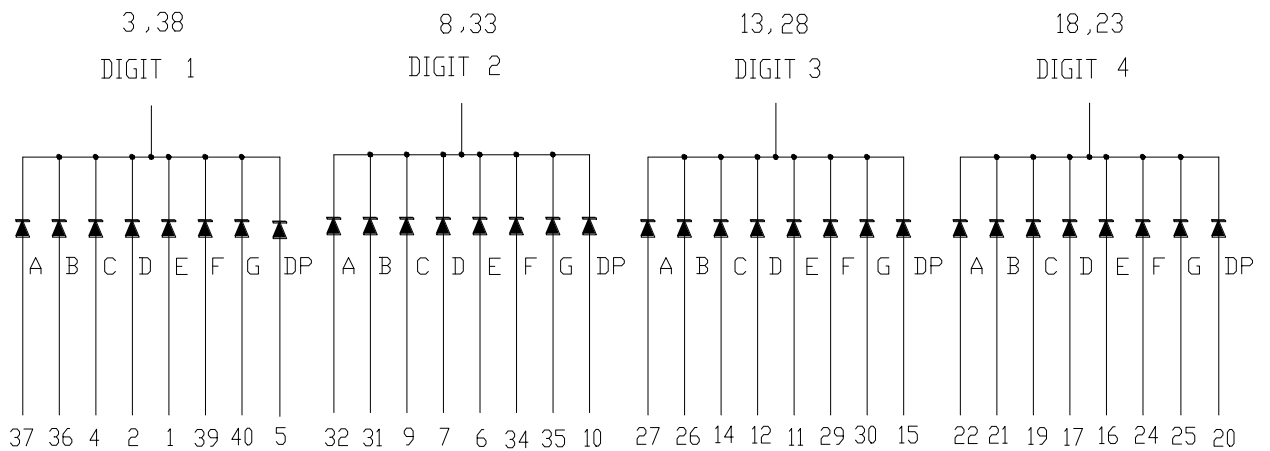 3 ,38 8,33 13,28 18,23
DIGIT 1 DIGIT 2 DIGIT 3 DIGIT 4
A B C D E F G DP A B C D E F G DP A B C D E F G DP A B C D E F G DP
37 36 4 2 1 39 40 5 32 31 9 7 6 34 35 10 27 26 14 12 11 29 30 15 22 21 19 17 16 24 25 20